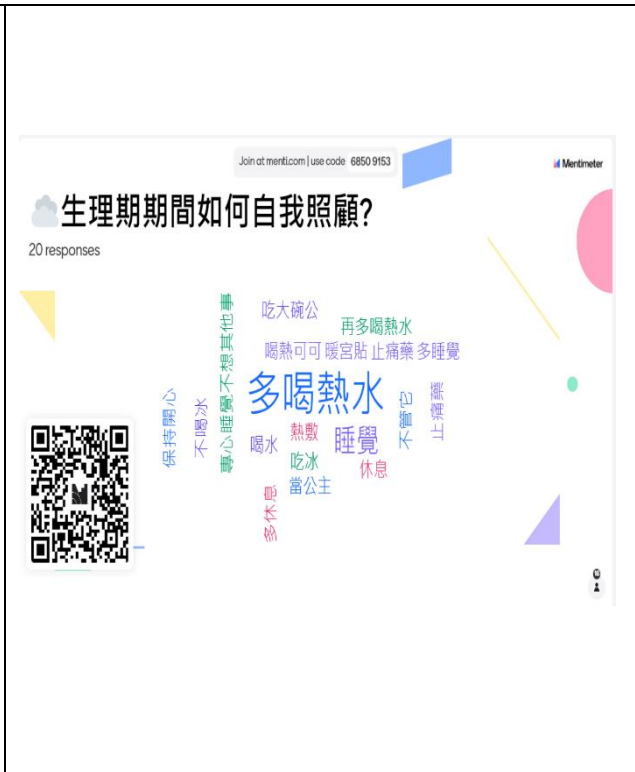 Join at menti.com | use code 6850 9153
Mentimeter
生理期期間如何自我照顧?
20 responses
吃大碗公
再多喝熱水
喝熱可可 暖宮貼 止痛藥 多睡覺
多喝熱水
專心睡覺不想其他事
保持開心
不喝冰
喝水
熱敷
睡覺
不管它
止痛藥
吃冰
休息
當公主
多休息